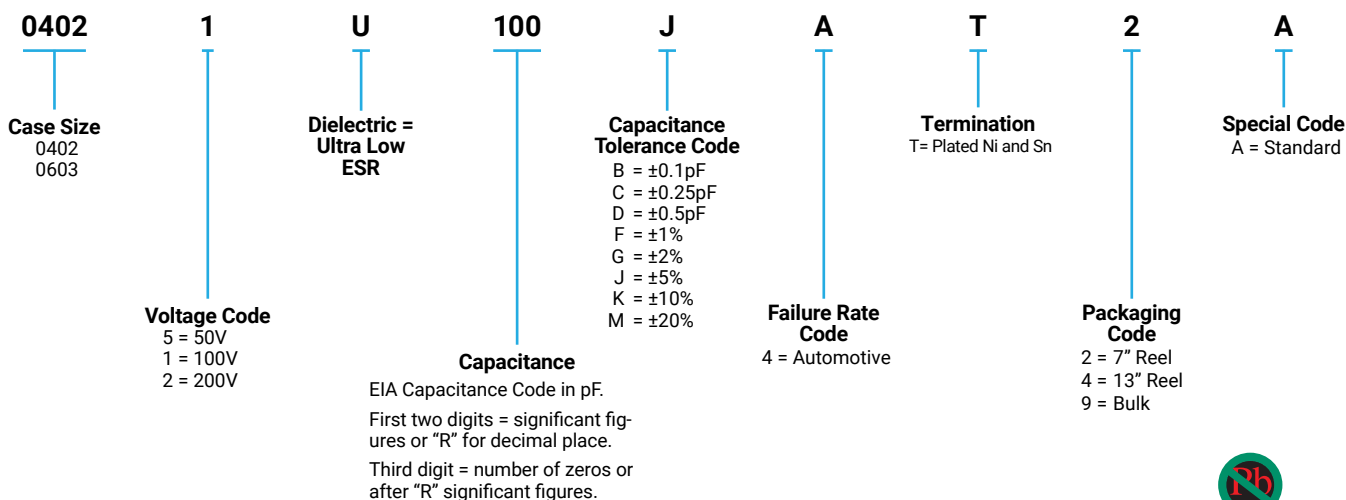 0402 1 U 100 J A T 2 A
Case Size
0402
0603
Voltage Code
5 = 50V
1 = 100V
2 = 200V
Dielectric =
Ultra Low
ESR
Capacitance
EIA Capacitance Code in pF.
First two digits = significant fig-
ures or “R” for decimal place.
Third digit = number of zeros or
after “R” significant figures.
Capacitance
Tolerance Code
B = ±0.1pF
C = ±0.25pF
D = ±0.5pF
F = ±1%
G = ±2%
J = ±5%
K = ±10%
M = ±20%
Failure Rate
Code
4 = Automotive
Termination
T= Plated Ni and Sn
Packaging
Code
2 = 7” Reel
4 = 13” Reel
9 = Bulk
Special Code
A = Standard
Pb